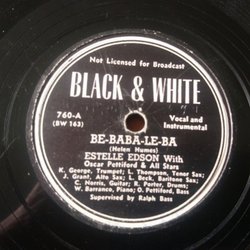 Not Licensed for Broadcast
BLACK & WHITE
760-A
(BW 163)
Vocal and
Instrumental
BE-BABA-LE-BA
(Helen Humes)
ESTELLE EDSON With
Oscar Pettiford & All Stars
K. George, Trumpet; L. Thompson, Tenor Sax;
J. Grant, Alto Sax; L. Beck, Baritone Sax;
C. Norris, Guitar; R. Porter, Drums;
W. Barranco, Piano; O. Pettiford, Bass
Supervised by Ralph Bass